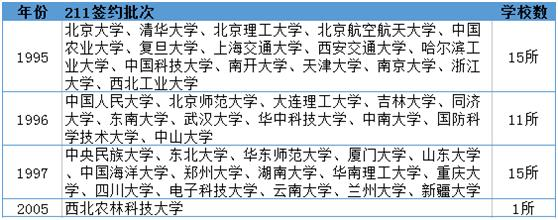 年份 211签约批次 学校数
北京大学、清华大学、北京理工大学、北京航空航天大学、中国
农业大学、复旦大学、上海交通大学、西安交通大学、哈尔滨工
业大学、中国科技大学、南开大学、天津大学、南京大学、浙江
大学、西北工业大学
1995
15所
中国人民大学、北京师范大学、大连理工大学、吉林大学、同济
大学、东南大学、武汉大学、华中科技大学、中南大学、国防科
学技术大学、中山大学
1996
11所
中央民族大学、东北大学、华东师范大学、厦门大学、山东大学
、中国海洋大学、郑州大学、湖南大学、华南理工大学、重庆大
学、四川大学、电子科技大学、云南大学、兰州大学、新疆大学
1997
15所
2005 西北农林科技大学 1所